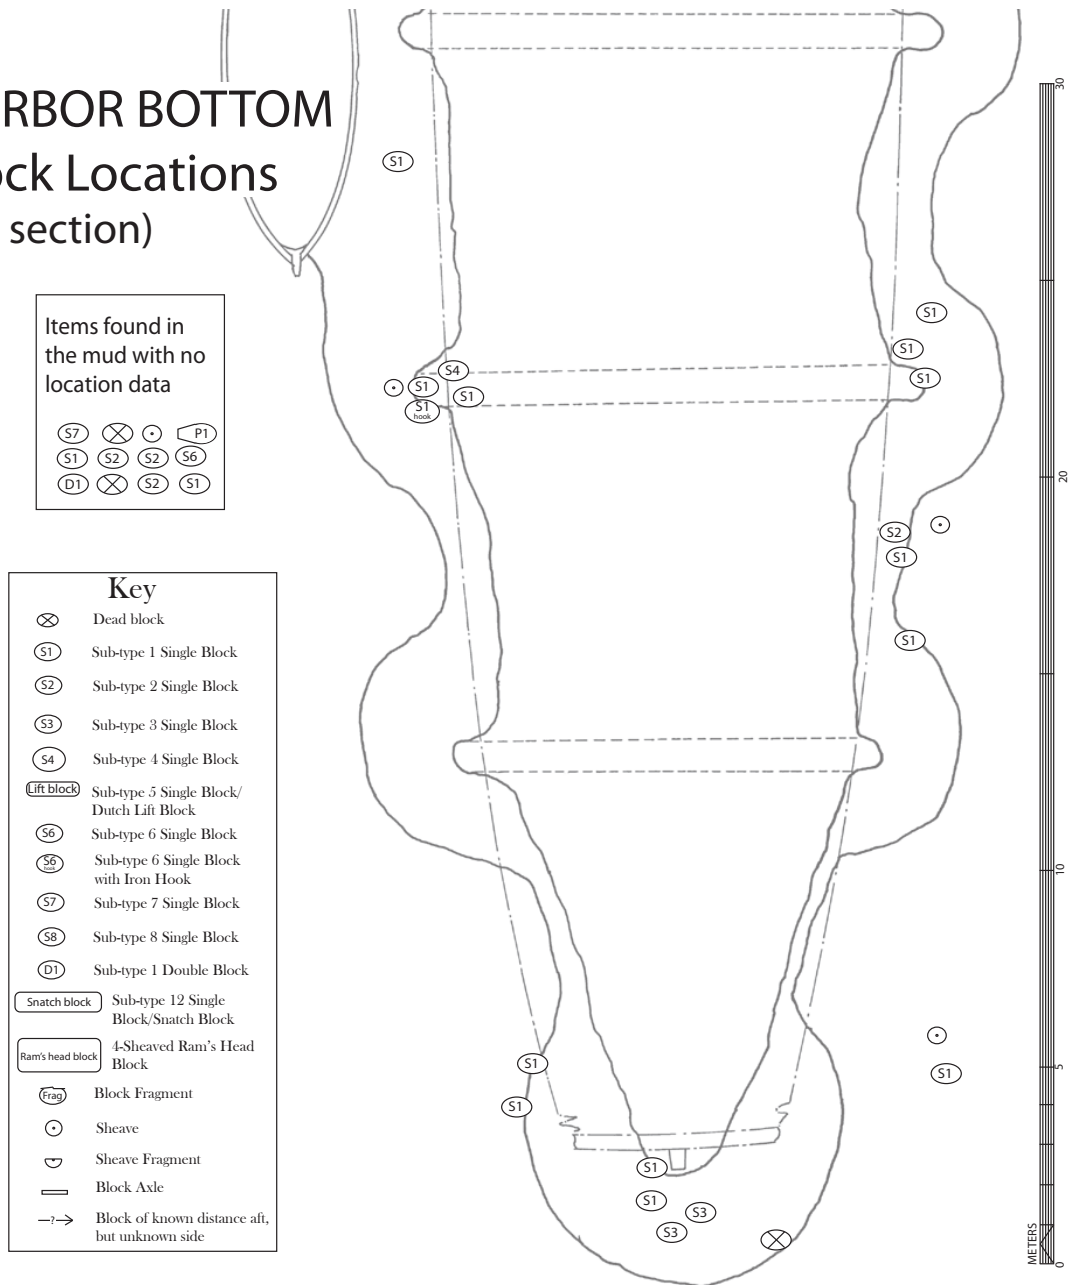 RBOR BOTTOM
ck Locations
section)
Items found in
the mud with no
location data
S7 P1
S1 S2 S2 S6
D1 S2 S1
Key
Dead block
S1 Sub-type 1 Single Block
S2 Sub-type 2 Single Block
S3 Sub-type 3 Single Block
S4 Sub-type 4 Single Block
Lift block Sub-type 5 Single Block/
Dutch Lift Block
S6 Sub-type 6 Single Block
S6 Sub-type 6 Single Block
hook with Iron Hook
S7 Sub-type 7 Single Block
S8 Sub-type 8 Single Block
D1 Sub-type 1 Double Block
Snatch block Sub-type 12 Single
Block/Snatch Block
Ram's head block 4-Sheaved Ram's Head
Block
Frag Block Fragment
Sheave
Sheave Fragment
Block Axle
? Block of known distance aft,
but unknown side
S1
S1
S1
S4
S1
S1
S1
S1
hook
S2
S1
S1
S1
S1
S1
S1
S1
S3
S3
30
20
10
5
0
METERS